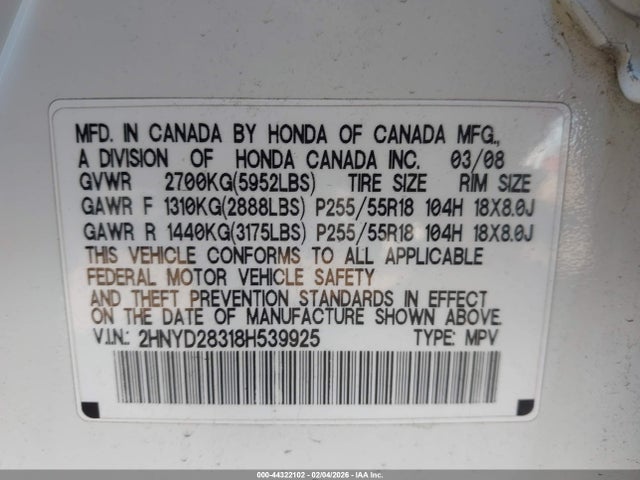 MFD. IN CANADA BY HONDA OF CANADA MFG.,
A DIVISION OF HONDA CANADA INC. 03/08
GVWR 2700KG(5952LBS) TIRE SIZE RIM SIZE
GAWR F 1310KG(2888LBS) P255/55R18 104H 18X8.0J
GAWR R 1440KG(3175LBS) P255/55R18 104H 18X8.0J
THIS VEHICLE CONFORMS TO ALL APPLICABLE
FEDERAL MOTOR VEHICLE SAFETY
AND THEFT PREVENTION STANDARDS IN EFFECT
ON THE DATE OF MANUFACTURE SHOWN ABOVE.
V.I.N.: 2HNYD28318H539925 TYPE: MPV
000-44322102 - 02/04/2026 - IAA Inc.